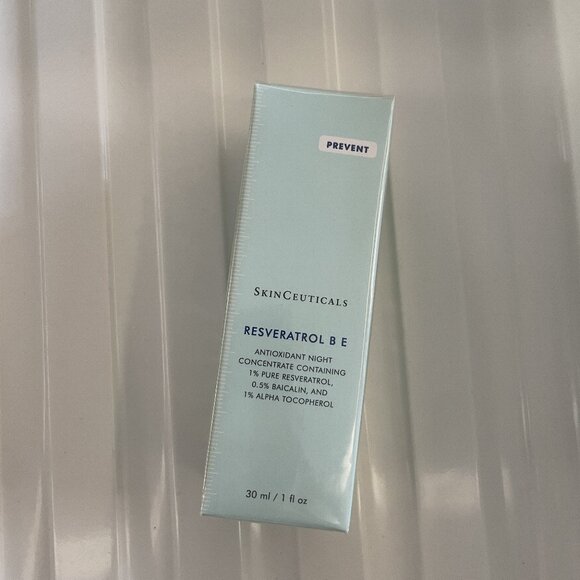 PREVENT
SKINCEUTICALS
RESVERATROL B E
ANTIOXIDANT NIGHT
CONCENTRATE CONTAINING
1% PURE RESVERATROL,
0.5% BAICALIN, AND
1% ALPHA TOCOPHEROL
30 ml / 1 fl oz